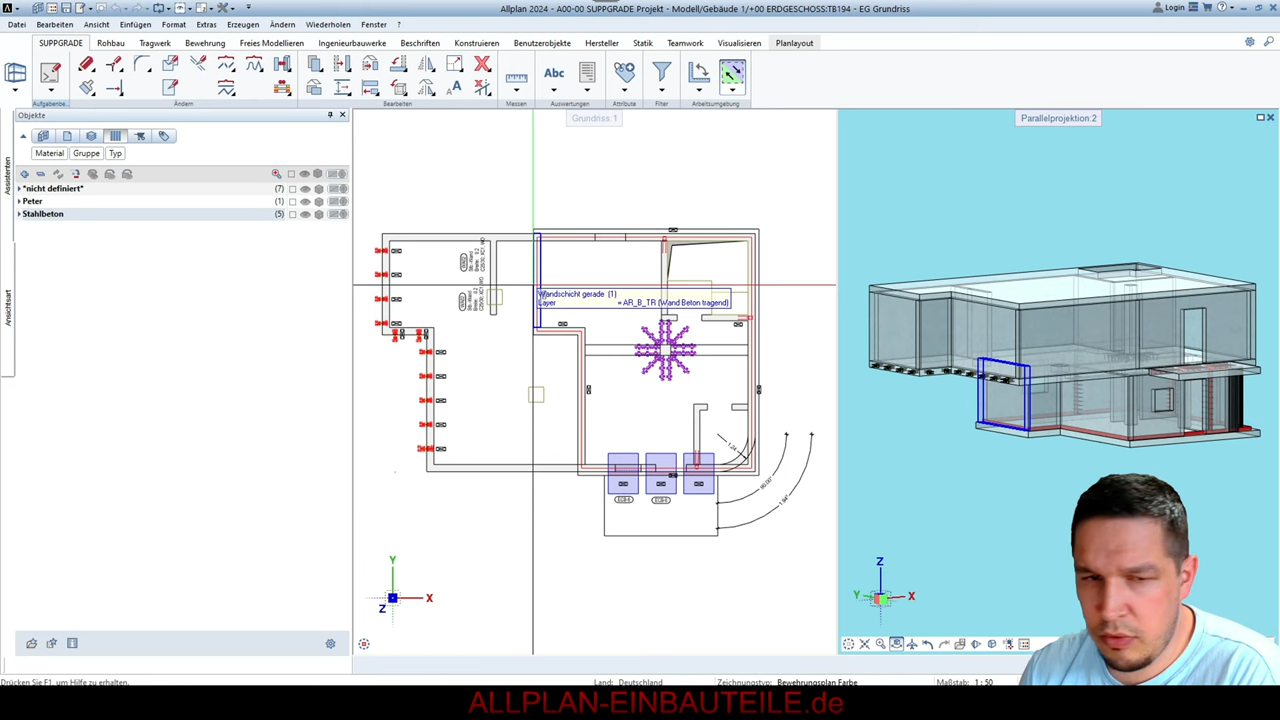 Allplan 2024 - A00-00 SUPPGRADE Projekt - Modell/Gebäude 1/+00 ERDGESCHOSS:TB194 - EG Grundriss
Login
Datei Bearbeiten Ansicht Einfügen Format Extras Erzeugen Ändern Wiederholen Fenster ?
SUPPGRADE Rohbau Tragwerk Bewehrung Freies Modellieren Ingenieurbauwerke Beschriften Konstruieren Benutzerobjekte Hersteller Statik Teamwork Visualisieren Planlayout
Abc
Aufgabenbe... Ändern Bearbeiten Messen Auswertungen Attribute Filter Arbeitsumgebung
Objekte
Grundriss:1
Parallelprojektion:2
Assistenten
Ansichtsart
Material Gruppe Typ
*nicht definiert* (7)
Peter (1)
Stahlbeton (5)
Wandschicht gerade (1)
Layer = AR_B_TR (Wand Beton tragend)
Y
X
Z
Z
Y
X
Drücken Sie F1, um Hilfe zu erhalten.
Land: Deutschland
Zeichnungstyp: Bewehrungsplan Farbe
Maßstab: 1 : 50
ALLPLAN-EINBAUTEILE.de